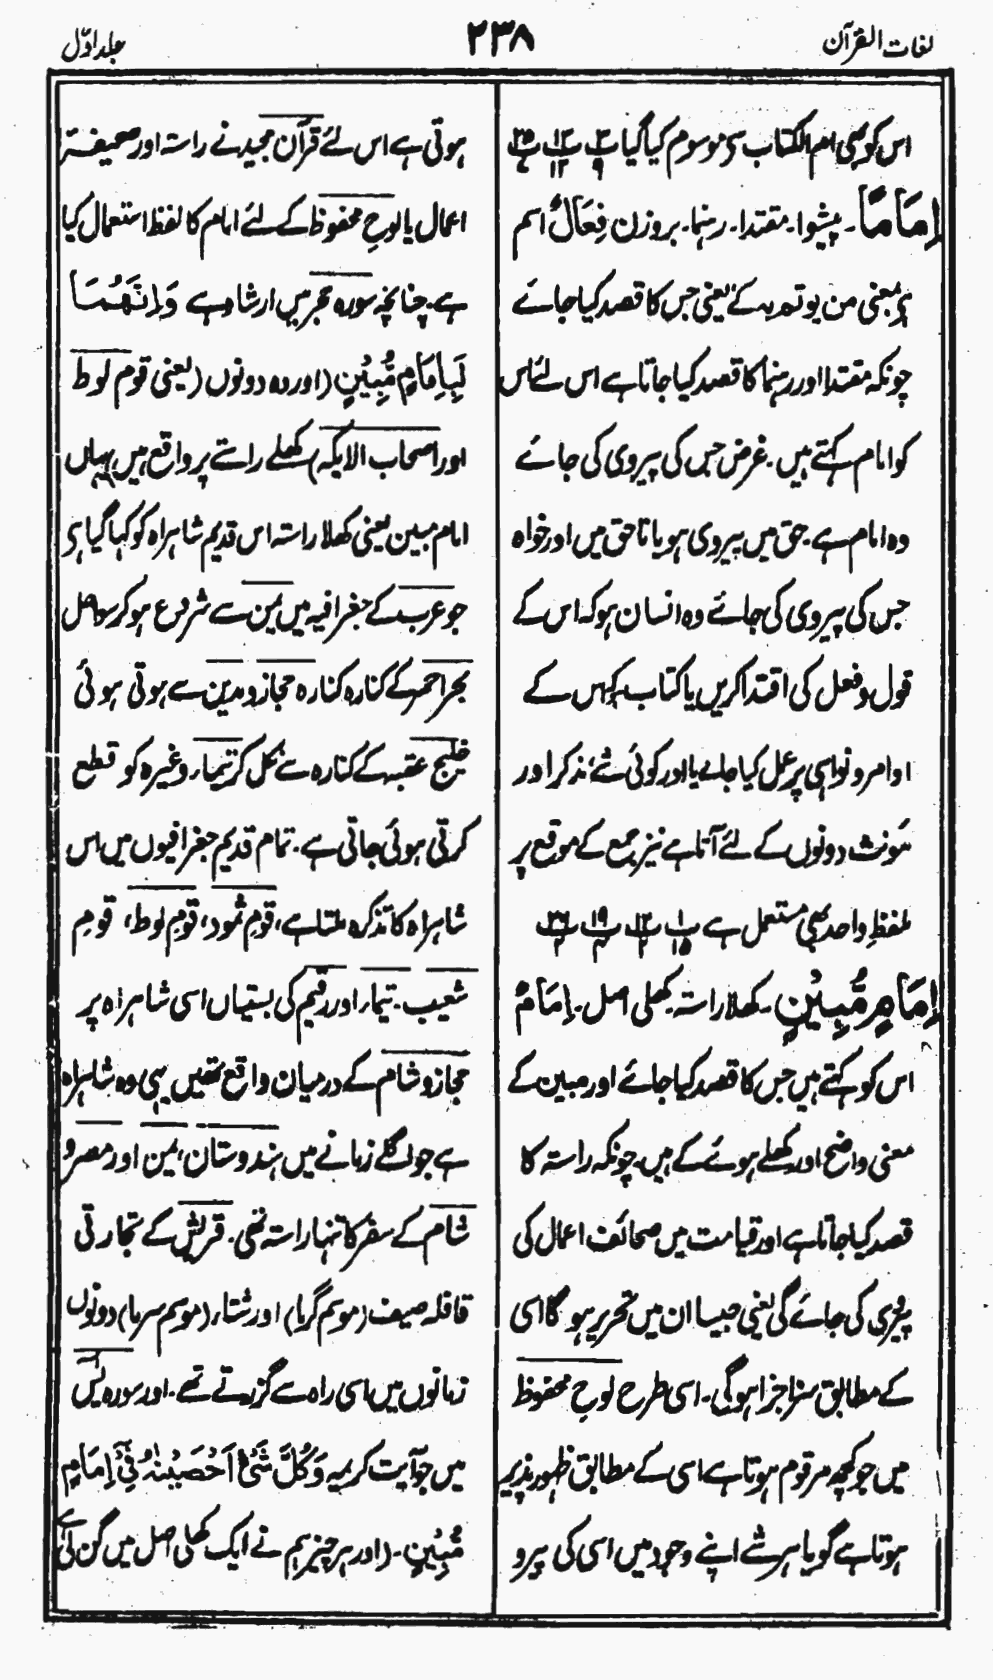 لغات القرآن
۲۳۸
جلد اوّل
اس کو بھی ام الکتاب سے موسوم کیا گیا
اِمَامًا۔ پیشوا۔ مقتدا۔ رہنما۔ بروزن فِعَالٌ اسم
ہے بمعنی من یوتم بہ کے یعنی جس کا قصد کیا جائے
چونکہ مقتدا اور رہنما کا قصد کیا جاتا ہے اس لئے اس
کو امام کہتے ہیں۔ غرض جس کی پیروی کی جائے
وہ امام ہے۔ حق میں پیروی ہو یا ناحق میں اور خواہ
جس کی پیروی کی جائے وہ انسان ہو کہ اس کے
قول و فعل کی اقتدا کریں یا کتاب کہ اس کے
اوامر و نواہی پر عمل کیا جائے یا اور کوئی شے، مذکر اور
مؤنث دونوں کے لئے آتا ہے نیز جمع کے موقع پر
بلفظِ واحد بھی مستعمل ہے
اِمَامٍ مُّبِیْنٍ۔ کھلا راستہ۔ کھلی اصل۔ اِمَامٌ
اس کو کہتے ہیں جس کا قصد کیا جائے اور مبین کے
معنی واضح اور کھلے ہوئے کے ہیں۔ چونکہ راستہ کا
قصد کیا جاتا ہے اور قیامت میں صحائف اعمال کی
پیروی کی جائے گی یعنی جیسا ان میں تحریر ہوگا اسی
کے مطابق سزا جزا ہوگی۔ اسی طرح لوحِ محفوظ
میں جو کچھ مرقوم ہوتا ہے اسی کے مطابق ظہور پذیر
ہوتا ہے گویا ہر شے اپنے وجود میں اسی کی پیرو
ہوتی ہے اس لئے قرآن مجید نے راستہ اور صحیفۂ
اعمال یا لوحِ محفوظ کے لئے امام کا لفظ استعمال کیا
ہے۔ چنانچہ سورہ حجر میں ارشاد ہے وَاِنَّهُمَا
لَبِاِمَامٍ مُّبِیْنٍ (اور وہ دونوں (یعنی قوم لوط
اور اصحاب الایکہ) کھلے راستے پر واقع ہیں یہاں
امام مبین یعنی کھلا راستہ اس قدیم شاہراہ کو کہا گیا ہے
جو عرب کے جغرافیہ میں یمن سے شروع ہو کر سواحل
بحر احمر کے کنارہ کنارہ حجاز و مدین سے ہوتی ہوئی
خلیج عقبہ کے کنارہ سے نکل کر تیماء وغیرہ کو قطع
کرتی ہوئی جاتی ہے۔ تمام قدیم جغرافیوں میں اس
شاہراہ کا تذکرہ ملتا ہے، قومِ ثمود، قومِ لوط، قومِ
شعیب۔ تیماء اور رقیم کی بستیاں اسی شاہراہ پر
حجاز و شام کے درمیان واقع تھیں یہی وہ شاہراہ
ہے جو اگلے زمانے میں ہندوستان، یمن اور مصر و
شام کے سفر کا تنہا راستہ تھی۔ قریش کے تجارتی
قافلہ صیف (موسم گرما) اور شتاء (موسم سرما) دونوں
زمانوں میں اسی راہ سے گزرتے تھے۔ اور سورہ یٰس
میں جو آیت کریمہ وَكُلَّ شَیْءٍ اَحْصَیْنٰهُ فِیْٓ اِمَامٍ
مُّبِیْنٍ۔ (اور ہر چیز ہم نے ایک کھلی اصل میں گن لی ہے